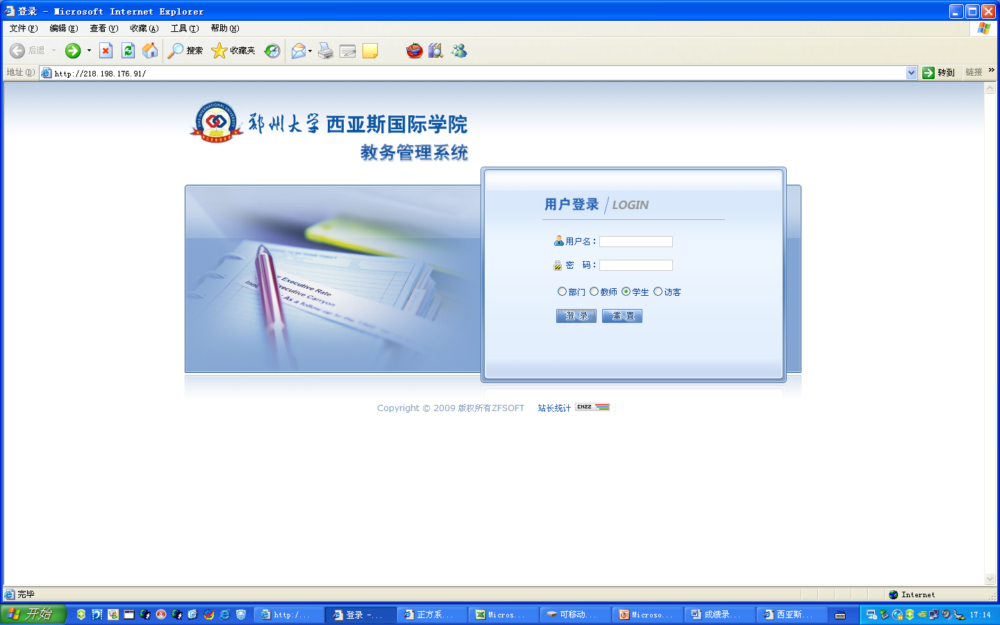 登录 - Microsoft Internet Explorer
文件(F) 编辑(E) 查看(V) 收藏(A) 工具(T) 帮助(H)
后退 搜索 收藏夹
地址(D) http://218.198.176.91/ 转到 链接 »
郑州大学 西亚斯国际学院
教务管理系统
用户登录 / LOGIN
用户名：
密 码：
部门 教师 学生 访客
登 录 重 置
Executive Rate
Executive Carryon
As a follow-up to the
Copyright © 2009 版权所有ZFSOFT 站长统计 CNZZ
完毕 Internet
开始 http:/... 登录 -... 正方系... Micros... 可移动... Microso... 成绩录... 西亚斯... 17:14